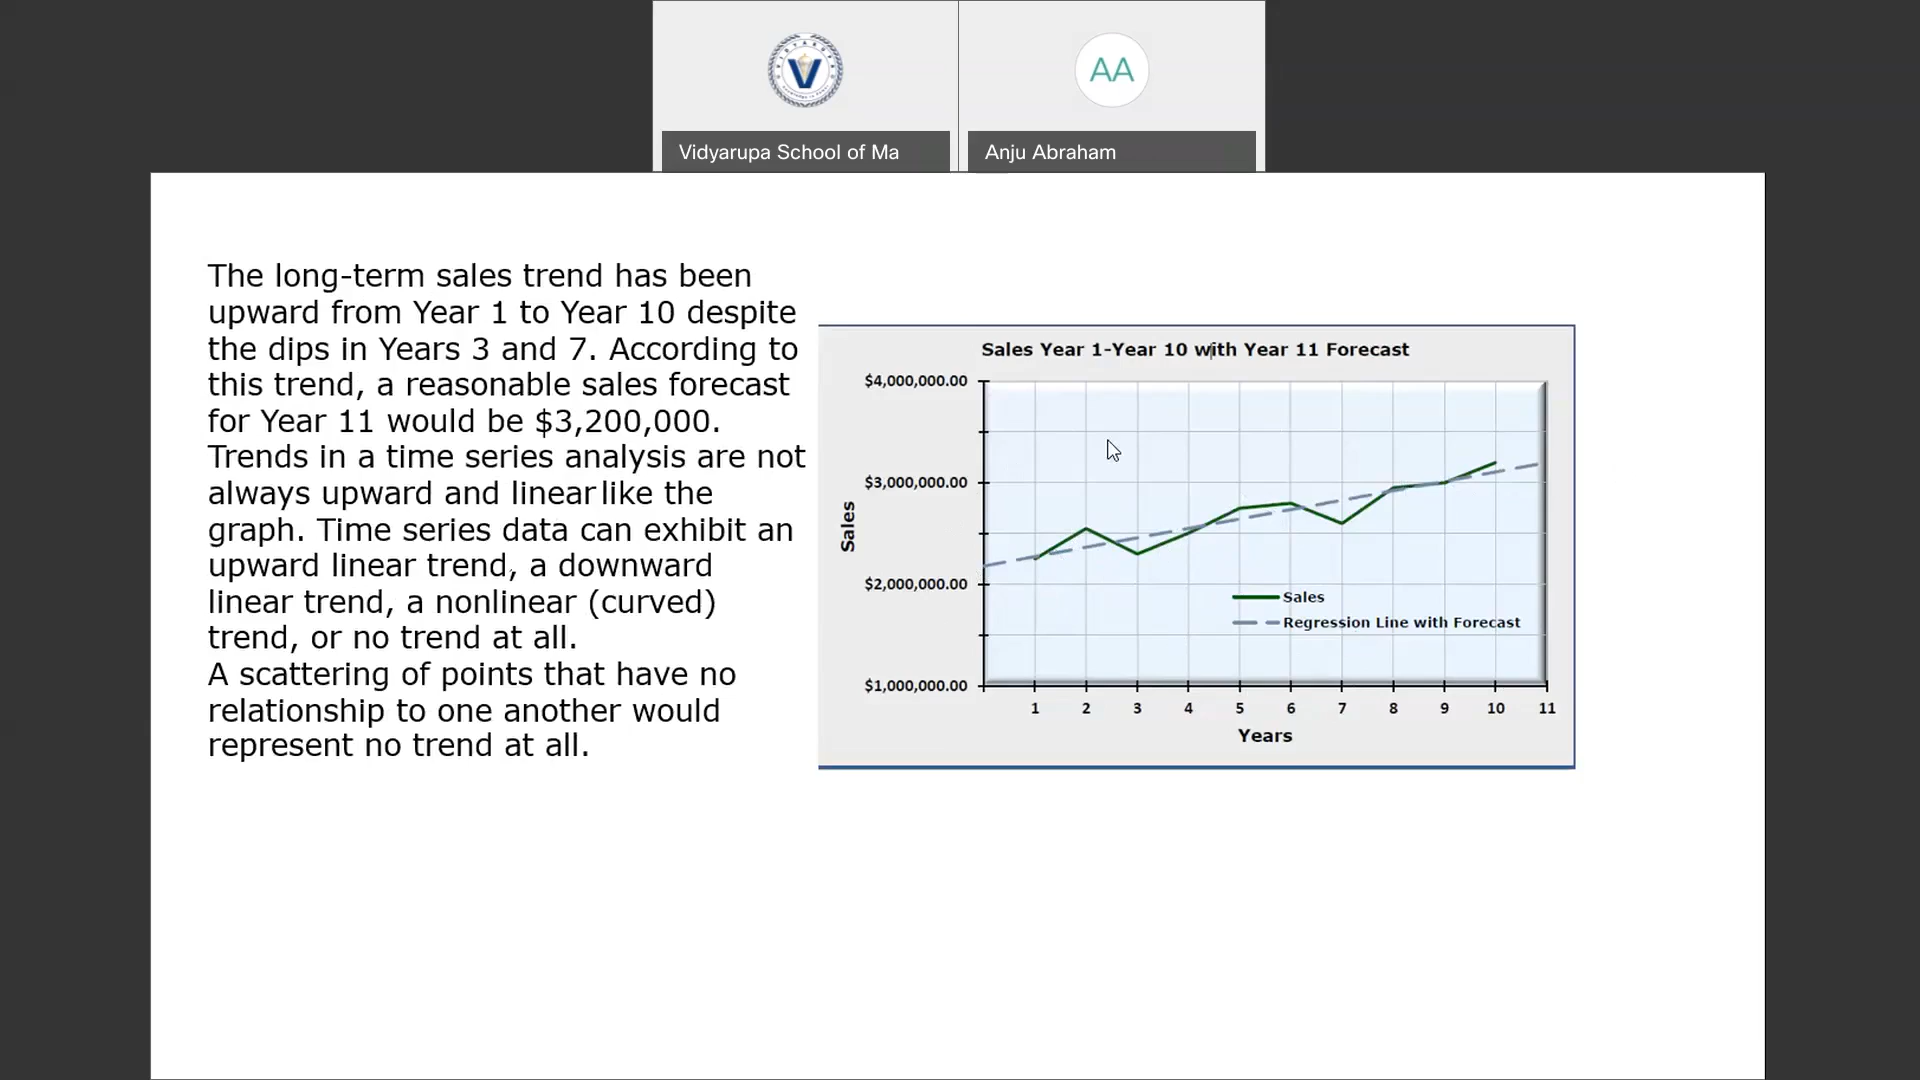 V
AA
Vidyarupa School of Ma
Anju Abraham
The long-term sales trend has been
upward from Year 1 to Year 10 despite
the dips in Years 3 and 7. According to
this trend, a reasonable sales forecast
for Year 11 would be $3,200,000.
Trends in a time series analysis are not
always upward and linear like the
graph. Time series data can exhibit an
upward linear trend, a downward
linear trend, a nonlinear (curved)
trend, or no trend at all.
A scattering of points that have no
relationship to one another would
represent no trend at all.
Sales Year 1-Year 10 with Year 11 Forecast
$4,000,000.00
$3,000,000.00
$2,000,000.00
$1,000,000.00
Sales
Sales
Regression Line with Forecast
1 2 3 4 5 6 7 8 9 10 11
Years